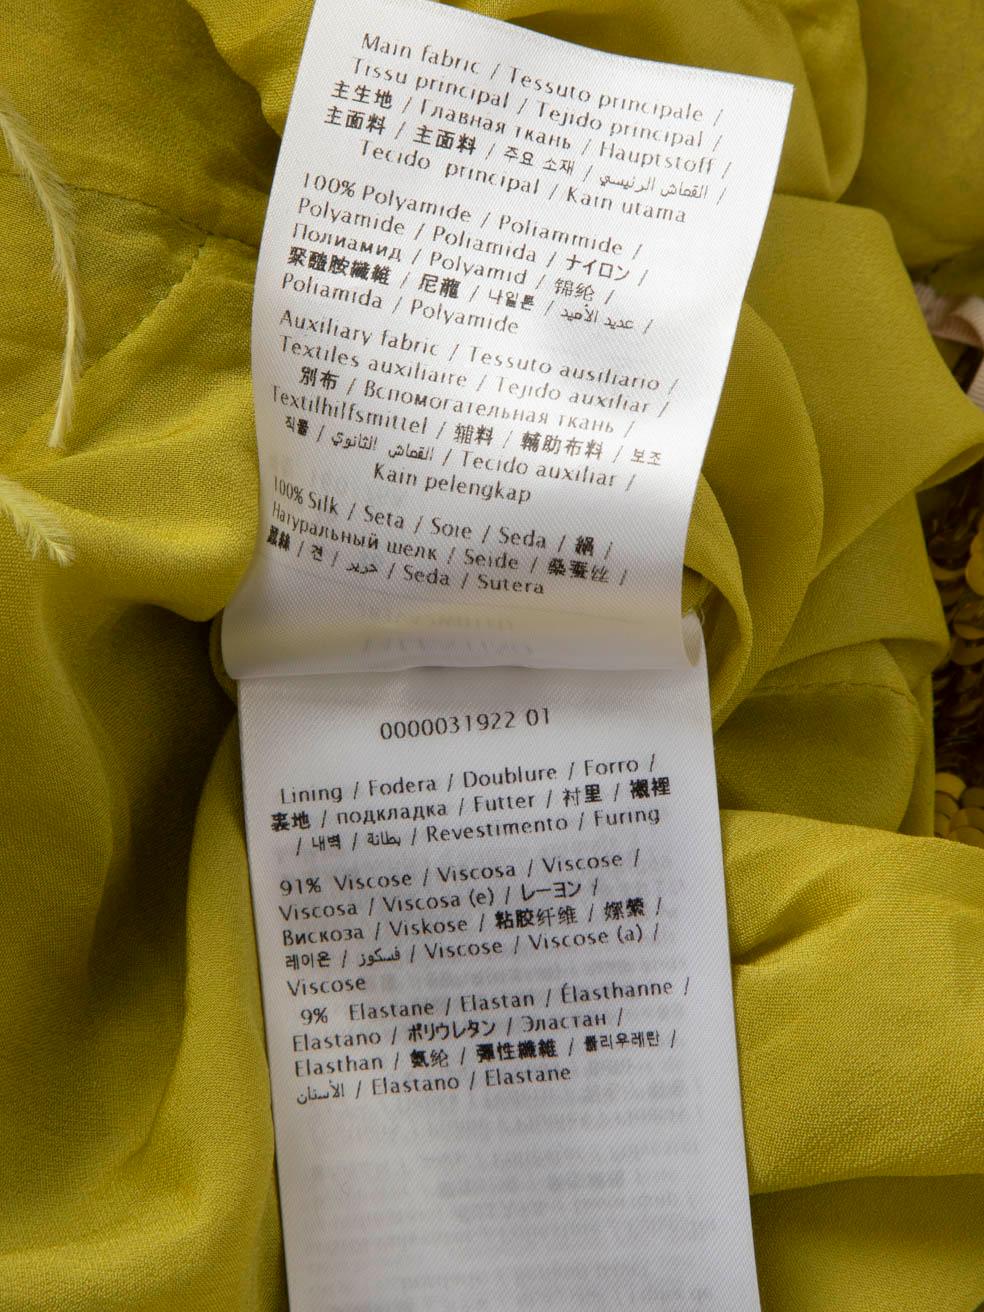 Main fabric / Tessuto principale /
Tissu principal / Tejido principal /
主生地 / Главная ткань / Hauptstoff /
主面料 / 主面料 / 주요 소재 / القماش الرئيسي /
Tecido principal / Kain utama
100% Polyamide / Poliammide /
Polyamide / Poliamida / ナイロン /
Полиамид / Polyamid / 锦纶 /
聚醯胺纖維 / 尼龍 / 나일론 / عديد الأميد /
Poliamida / Polyamide
Auxiliary fabric / Tessuto ausiliario /
Textiles auxiliaire / Tejido auxiliar /
別布 / Вспомогательная ткань /
Textilhilfsmittel / 辅料 / 輔助布料 / 보조
직물 / القماش الثانوي / Tecido auxiliar /
Kain pelengkap
100% Silk / Seta / Soie / Seda / 絹 /
Натуральный шелк / Seide / 桑蚕丝 /
蠶絲 / 견 / حرير / Seda / Sutera
0000031922 01
Lining / Fodera / Doublure / Forro /
裏地 / подкладка / Futter / 衬里 / 襯裡
/ 내벽 / بطانة / Revestimento / Furing
91% Viscose / Viscosa / Viscose /
Viscosa / Viscosa (e) / レーヨン /
Вискоза / Viskose / 粘胶纤维 / 嫘縈 /
레이온 / فسكوز / Viscose / Viscose (a) /
Viscose
9% Elastane / Elastan / Élasthanne /
Elastano / ポリウレタン / Эластан /
Elasthan / 氨纶 / 彈性纖維 / 폴리우레탄 /
الأستان / Elastano / Elastane